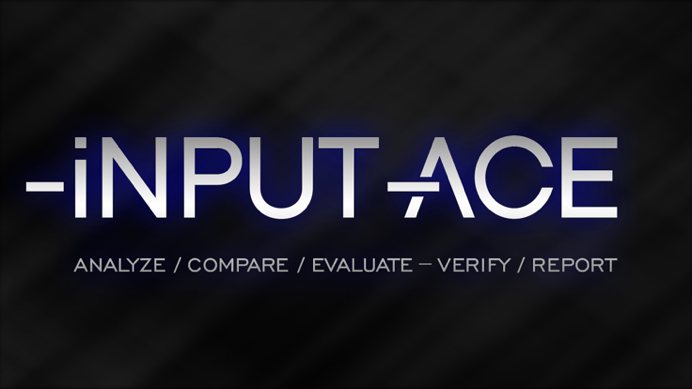 -iNPUT-ACE
ANALYZE / COMPARE / EVALUATE – VERIFY / REPORT